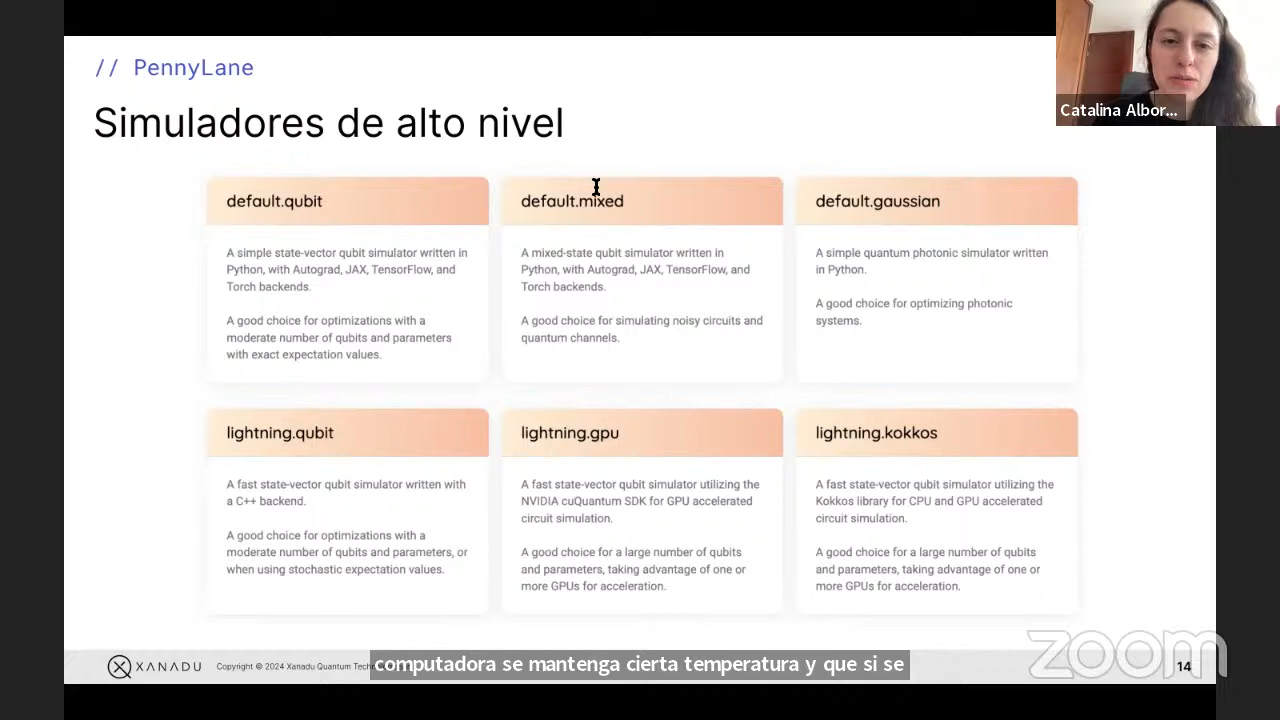 // PennyLane
Simuladores de alto nivel
Catalina Albor...
default.qubit
A simple state-vector qubit simulator written in
Python, with Autograd, JAX, TensorFlow, and
Torch backends.
A good choice for optimizations with a
moderate number of qubits and parameters
with exact expectation values.
default.mixed
A mixed-state qubit simulator written in
Python, with Autograd, JAX, TensorFlow, and
Torch backends.
A good choice for simulating noisy circuits and
quantum channels.
default.gaussian
A simple quantum photonic simulator written
in Python.
A good choice for optimizing photonic
systems.
lightning.qubit
A fast state-vector qubit simulator written with
a C++ backend.
A good choice for optimizations with a
moderate number of qubits and parameters, or
when using stochastic expectation values.
lightning.gpu
A fast state-vector qubit simulator utilizing the
NVIDIA cuQuantum SDK for GPU accelerated
circuit simulation.
A good choice for a large number of qubits
and parameters, taking advantage of one or
more GPUs for acceleration.
lightning.kokkos
A fast state-vector qubit simulator utilizing the
Kokkos library for CPU and GPU accelerated
circuit simulation.
A good choice for a large number of qubits
and parameters, taking advantage of one or
more GPUs for acceleration.
XANADU
Copyright © 2024 Xanadu Quantum
computadora se mantenga cierta temperatura y que si se
zoom
14